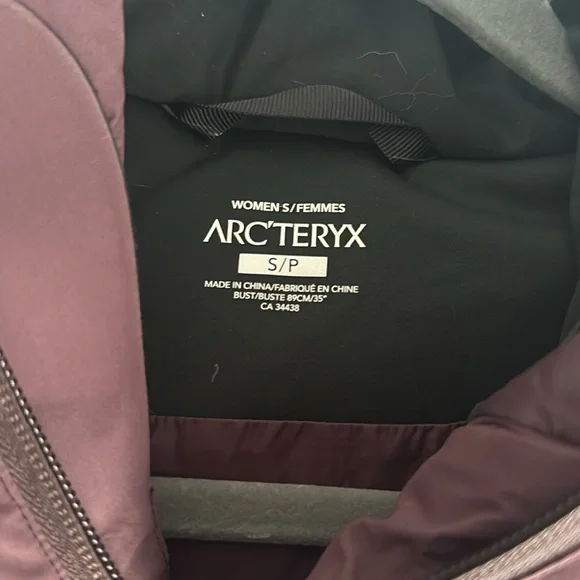 WOMEN'S/FEMMES
ARC'TERYX
S/P
MADE IN CHINA/FABRIQUÉ EN CHINE
BUST/BUSTE 89CM/35"
CA 34438